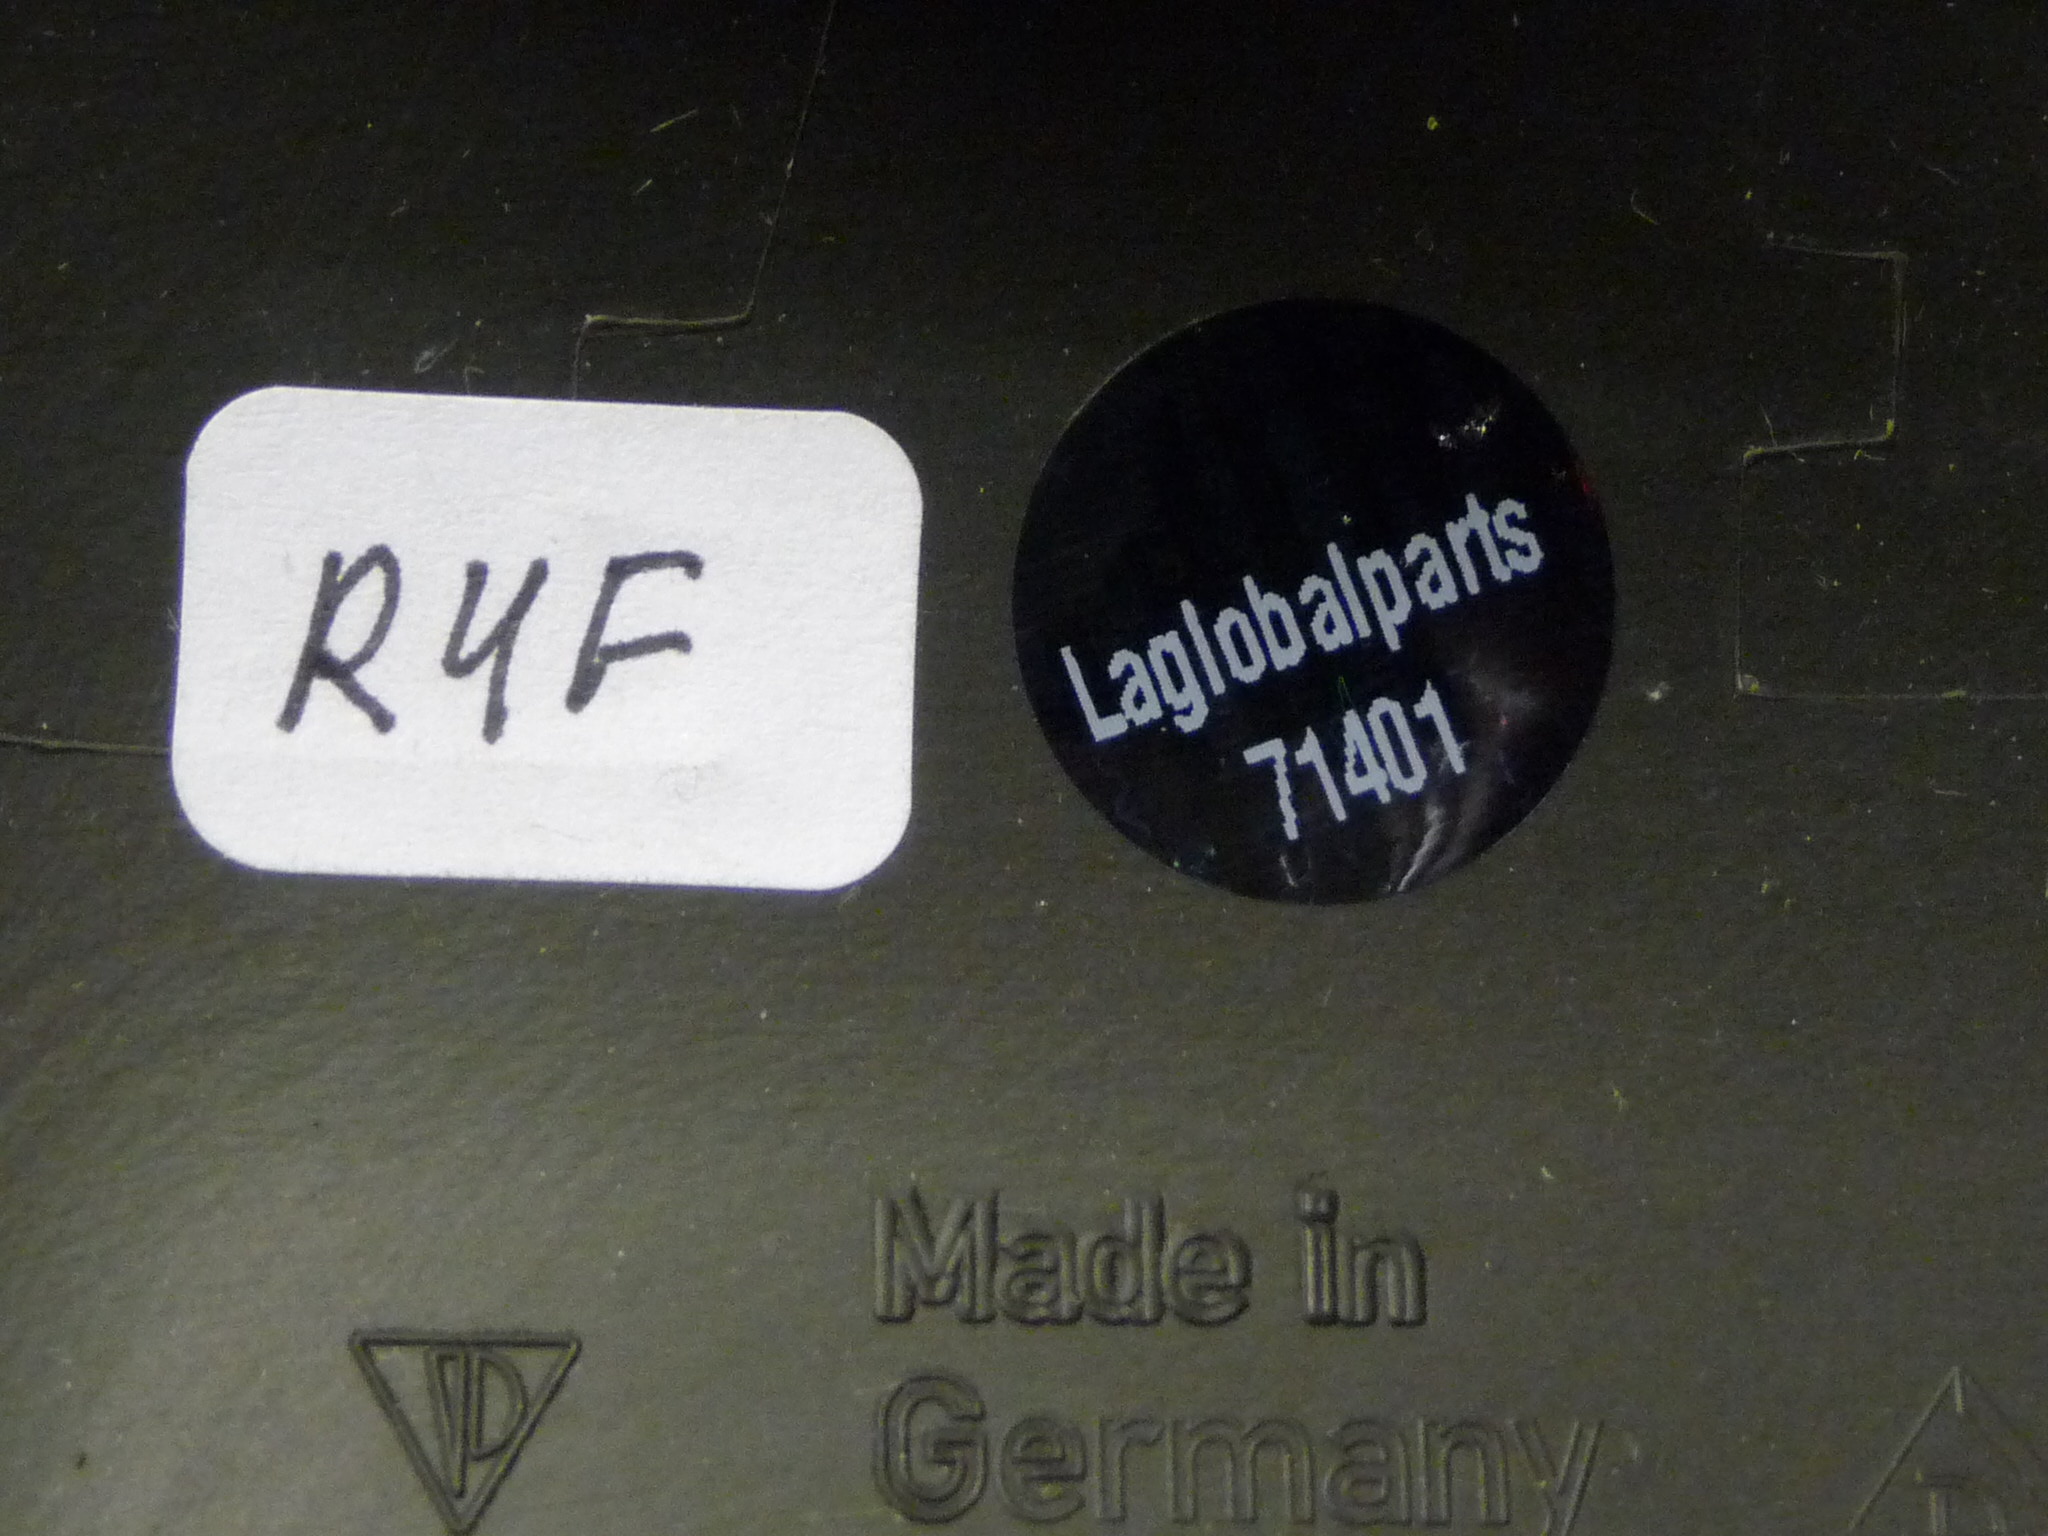 R4F
Laglobalparts
71401
Made in
Germany